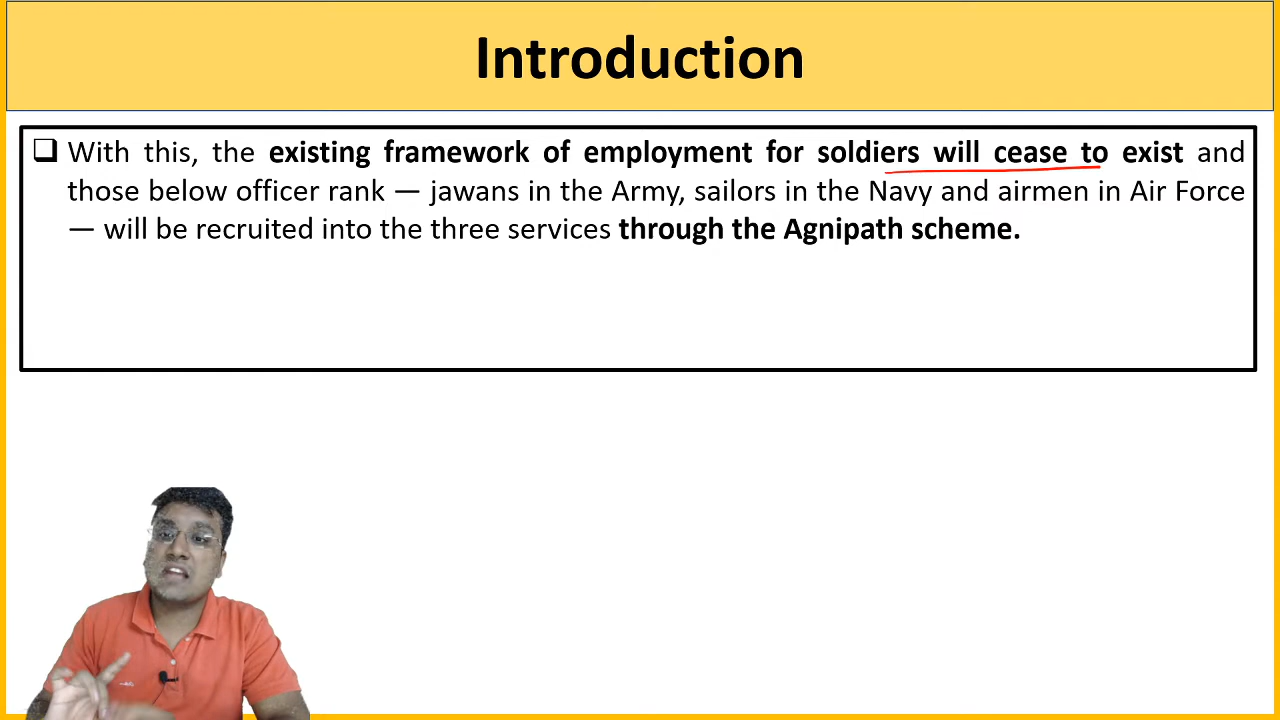 Introduction
With this, the existing framework of employment for soldiers will cease to exist and
those below officer rank — jawans in the Army, sailors in the Navy and airmen in Air Force
— will be recruited into the three services through the Agnipath scheme.